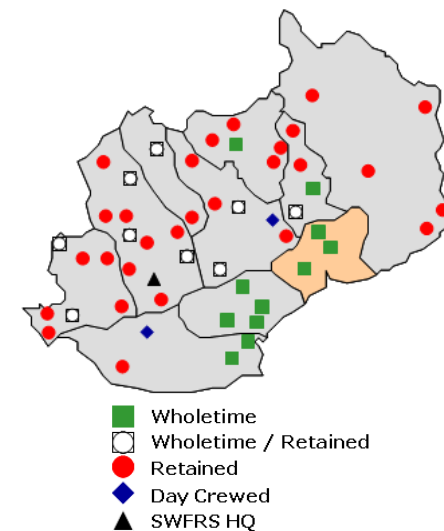 Wholetime
Wholetime / Retained
Retained
Day Crewed
SWFRS HQ